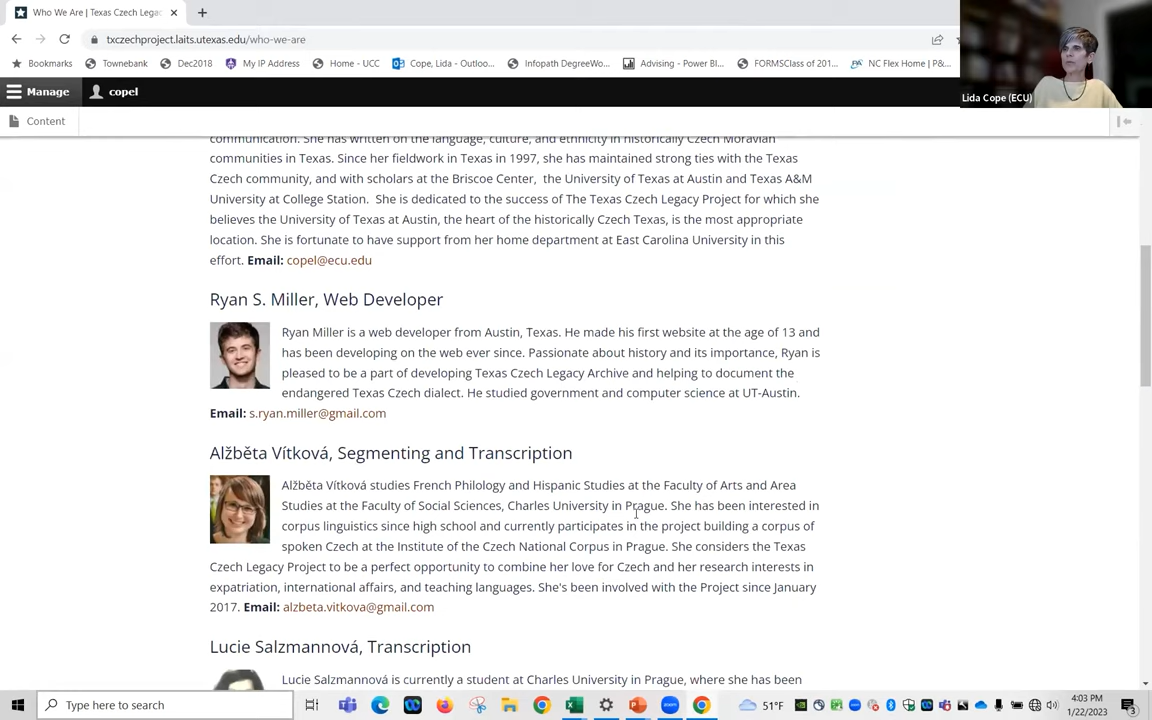 Who We Are | Texas Czech Legac
txczechproject.laits.utexas.edu/who-we-are
Bookmarks Townebank Dec2018 My IP Address Home - UCC Cope, Lida - Outloo... Infopath DegreeWo... Advising - Power BI... FORMSClass of 201... NC Flex Home | P&...
Lida Cope (ECU)
Manage copel
Content
communication. She has written on the language, culture, and ethnicity in historically Czech Moravian
communities in Texas. Since her fieldwork in Texas in 1997, she has maintained strong ties with the Texas
Czech community, and with scholars at the Briscoe Center, the University of Texas at Austin and Texas A&M
University at College Station. She is dedicated to the success of The Texas Czech Legacy Project for which she
believes the University of Texas at Austin, the heart of the historically Czech Texas, is the most appropriate
location. She is fortunate to have support from her home department at East Carolina University in this
effort. Email: copel@ecu.edu
Ryan S. Miller, Web Developer
Ryan Miller is a web developer from Austin, Texas. He made his first website at the age of 13 and
has been developing on the web ever since. Passionate about history and its importance, Ryan is
pleased to be a part of developing Texas Czech Legacy Archive and helping to document the
endangered Texas Czech dialect. He studied government and computer science at UT-Austin.
Email: s.ryan.miller@gmail.com
Alžběta Vítková, Segmenting and Transcription
Alžběta Vítková studies French Philology and Hispanic Studies at the Faculty of Arts and Area
Studies at the Faculty of Social Sciences, Charles University in Prague. She has been interested in
corpus linguistics since high school and currently participates in the project building a corpus of
spoken Czech at the Institute of the Czech National Corpus in Prague. She considers the Texas
Czech Legacy Project to be a perfect opportunity to combine her love for Czech and her research interests in
expatriation, international affairs, and teaching languages. She's been involved with the Project since January
2017. Email: alzbeta.vitkova@gmail.com
Lucie Salzmannová, Transcription
Lucie Salzmannová is currently a student at Charles University in Prague, where she has been
Type here to search
51°F
4:03 PM
1/22/2023
3